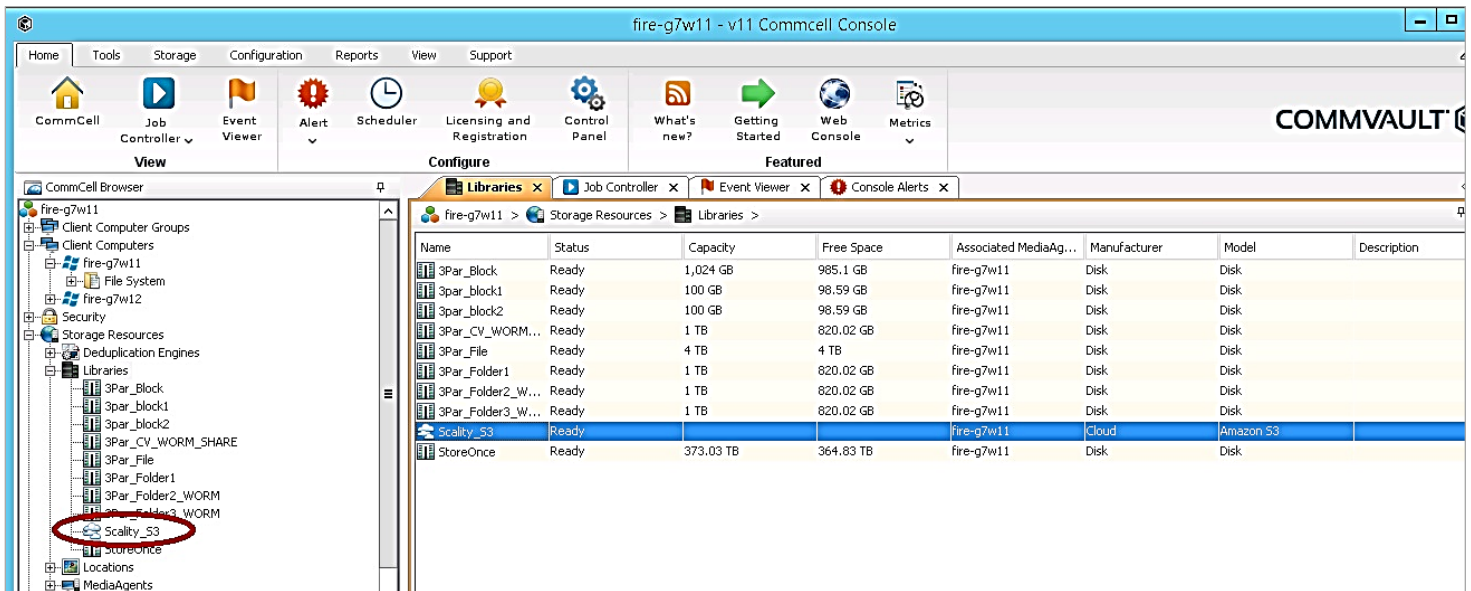 fire-g7w11 - v11 Commcell Console
Home Tools Storage Configuration Reports View Support
CommCell
Job Controller
Event Viewer
Alert
Scheduler
Licensing and Registration
Control Panel
What's new?
Getting Started
Web Console
Metrics
COMMVAULT
View Configure Featured
CommCell Browser
fire-g7w11
Client Computer Groups
Client Computers
fire-g7w11
File System
fire-g7w12
Security
Storage Resources
Deduplication Engines
Libraries
3Par_Block
3par_block1
3par_block2
3Par_CV_WORM_SHARE
3Par_File
3Par_Folder1
3Par_Folder2_WORM
3Par_Folder3_WORM
Scality_S3
StoreOnce
Locations
MediaAgents
Libraries Job Controller Event Viewer Console Alerts
fire-g7w11 > Storage Resources > Libraries >
Name Status Capacity Free Space Associated MediaAg... Manufacturer Model Description
3Par_Block Ready 1,024 GB 985.1 GB fire-g7w11 Disk Disk
3par_block1 Ready 100 GB 98.59 GB fire-g7w11 Disk Disk
3par_block2 Ready 100 GB 98.59 GB fire-g7w11 Disk Disk
3Par_CV_WORM... Ready 1 TB 820.02 GB fire-g7w11 Disk Disk
3Par_File Ready 4 TB 4 TB fire-g7w11 Disk Disk
3Par_Folder1 Ready 1 TB 820.02 GB fire-g7w11 Disk Disk
3Par_Folder2_W... Ready 1 TB 820.02 GB fire-g7w11 Disk Disk
3Par_Folder3_W... Ready 1 TB 820.02 GB fire-g7w11 Disk Disk
Scality_S3 Ready fire-g7w11 Cloud Amazon S3
StoreOnce Ready 373.03 TB 364.83 TB fire-g7w11 Disk Disk